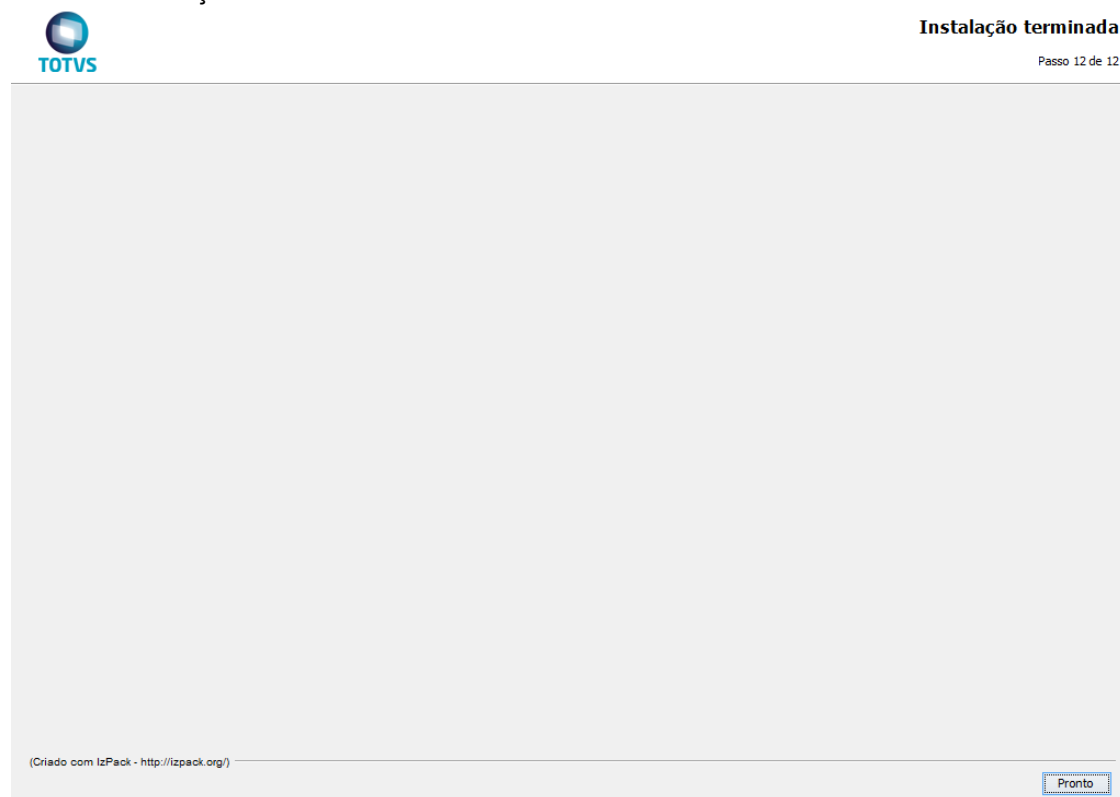 Instalação terminada
TOTVS
Passo 12 de 12
(Criado com IzPack - http://izpack.org/)
Pronto